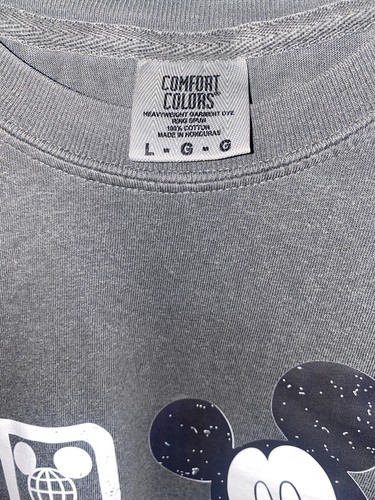 COMFORT
COLORS
HEAVYWEIGHT GARMENT DYE
RING SPUN
100% COTTON
MADE IN HONDURAS
L - G - G